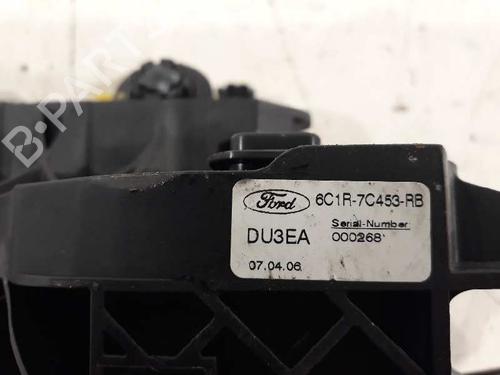 B-PARTS
Ford 6C1R-7C453-RB
DU3EA Serial-Number
000268
07.04.06